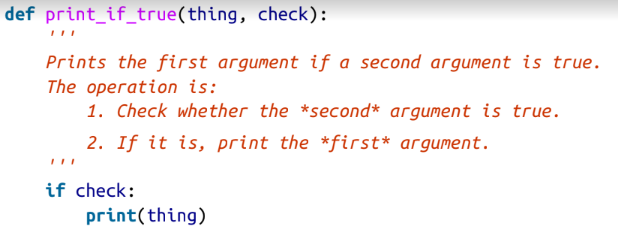 def print_if_true(thing, check):
    '''
    Prints the first argument if a second argument is true.
    The operation is:
        1. Check whether the *second* argument is true.
        2. If it is, print the *first* argument.
    '''
    if check:
        print(thing)